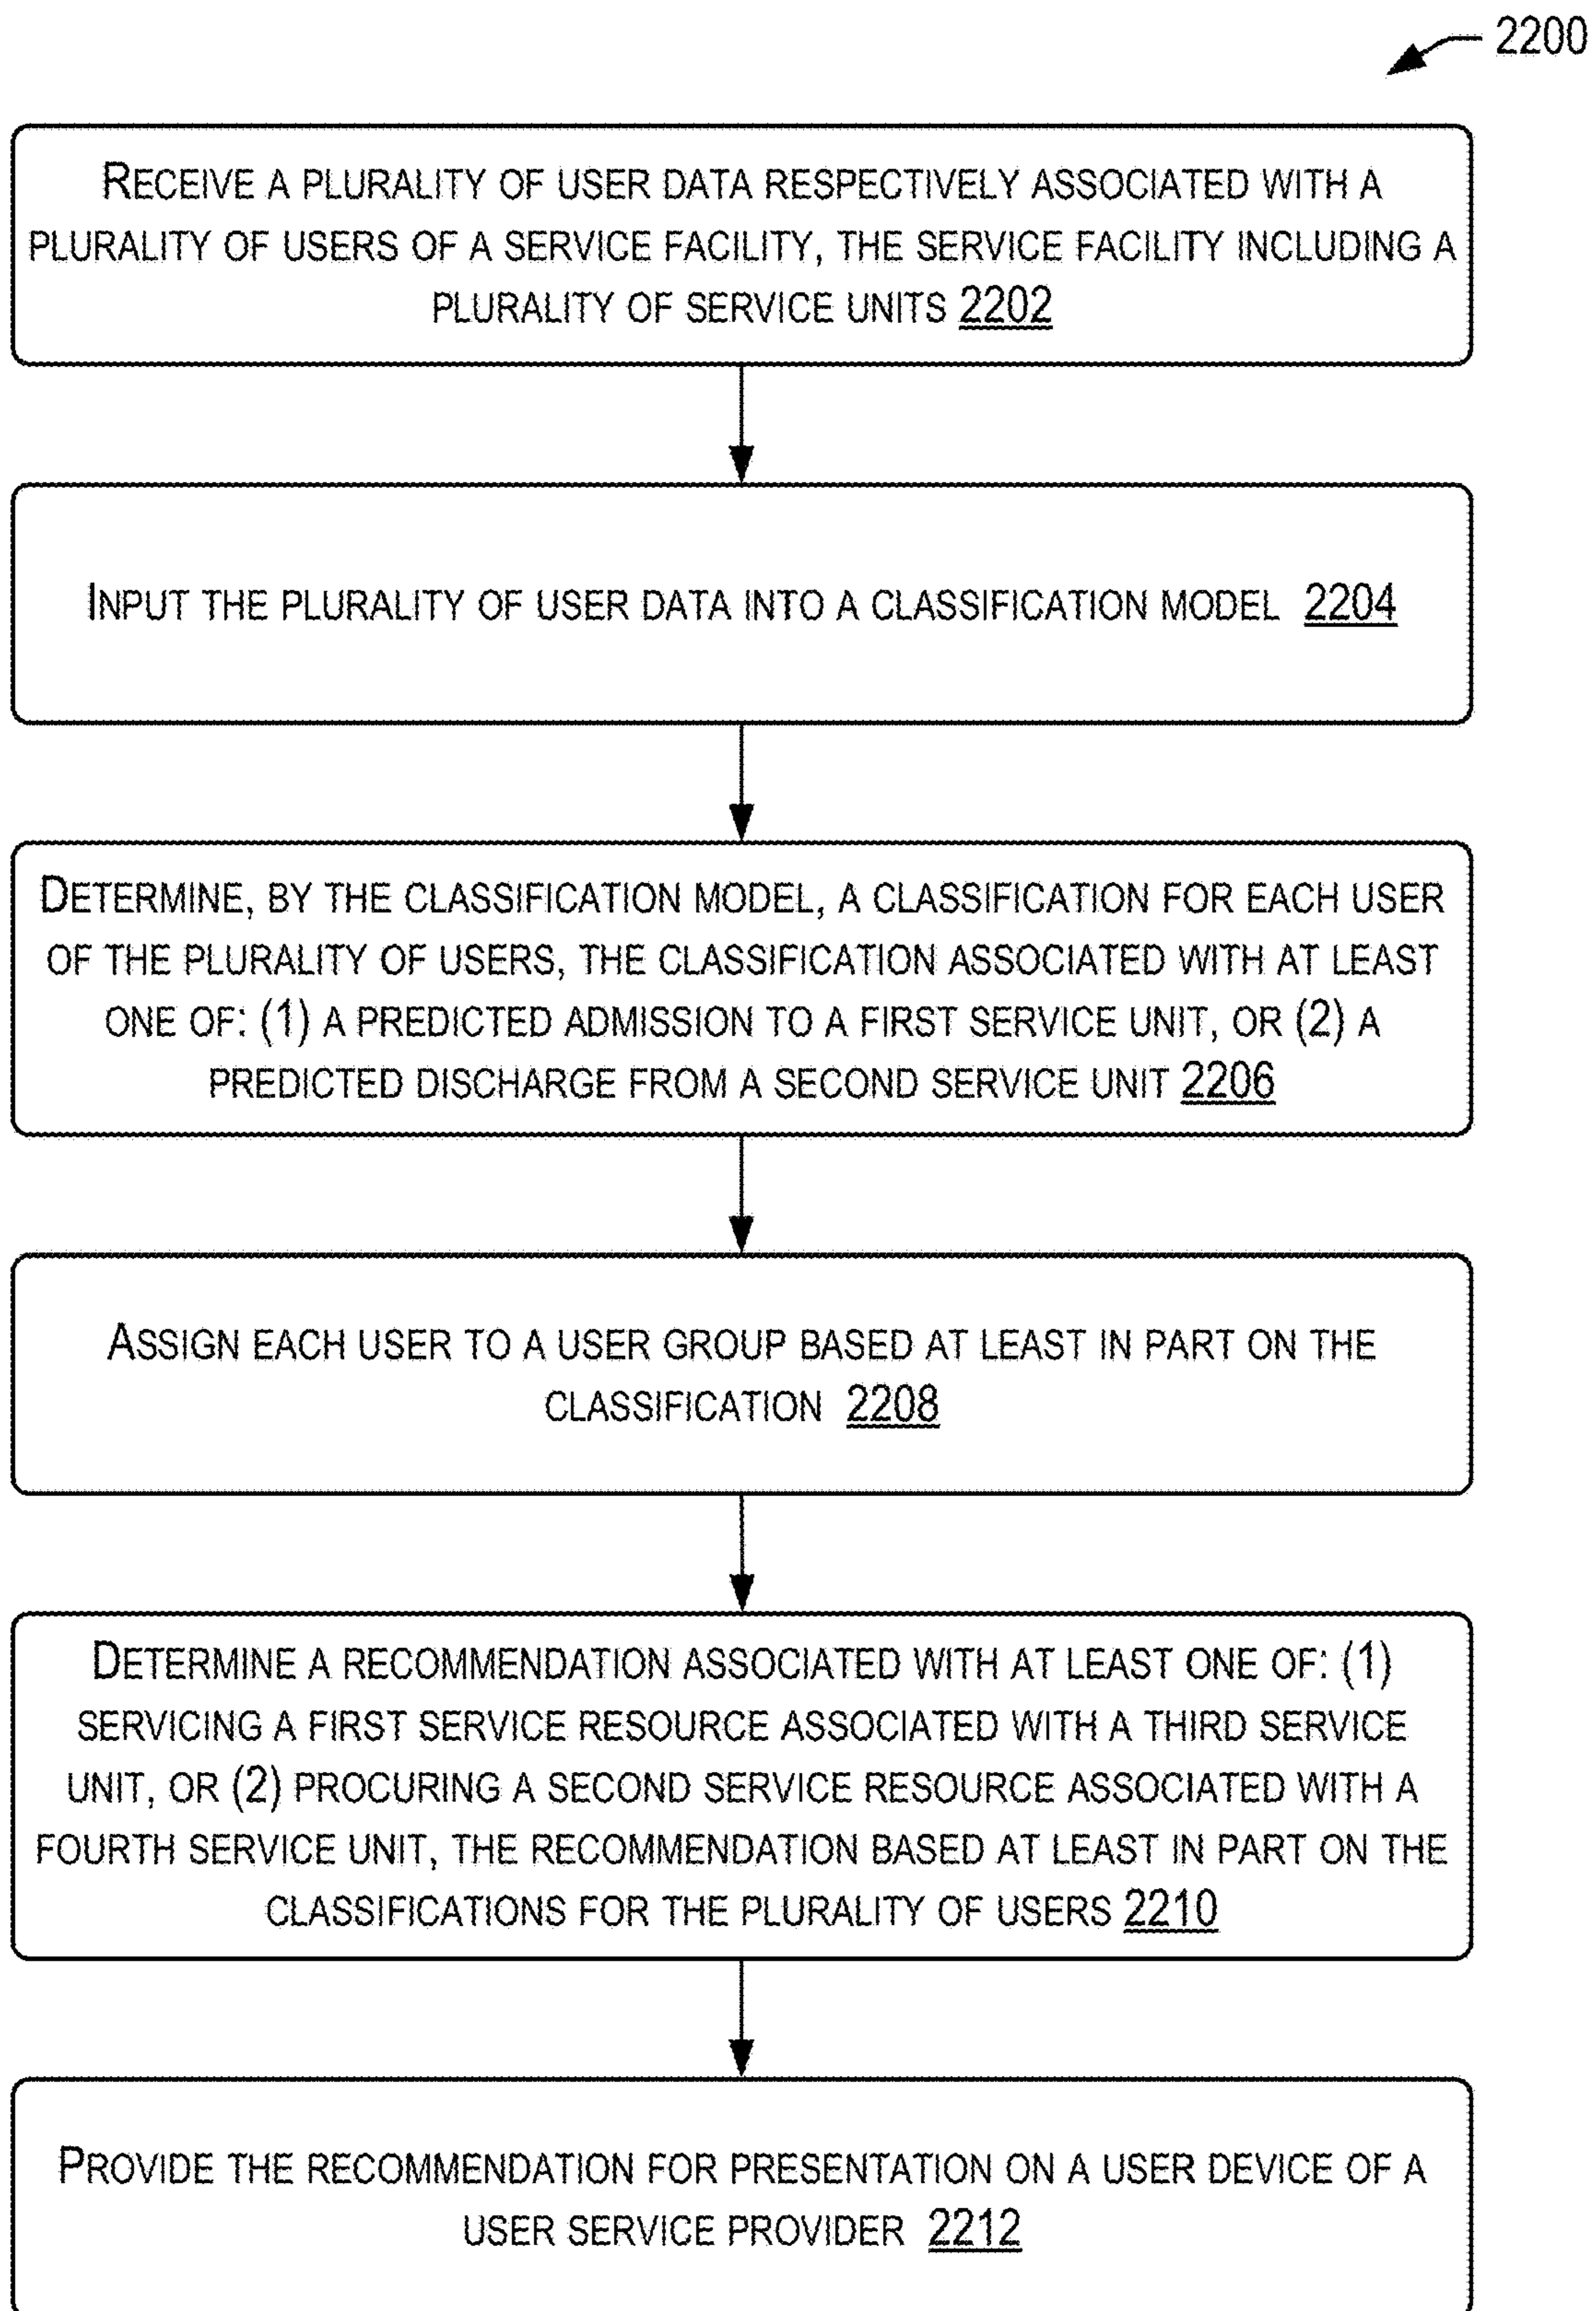 2200
RECEIVE A PLURALITY OF USER DATA RESPECTIVELY ASSOCIATED WITH A
PLURALITY OF USERS OF A SERVICE FACILITY, THE SERVICE FACILITY INCLUDING A
PLURALITY OF SERVICE UNITS 2202
INPUT THE PLURALITY OF USER DATA INTO A CLASSIFICATION MODEL 2204
DETERMINE, BY THE CLASSIFICATION MODEL, A CLASSIFICATION FOR EACH USER
OF THE PLURALITY OF USERS, THE CLASSIFICATION ASSOCIATED WITH AT LEAST
ONE OF: (1) A PREDICTED ADMISSION TO A FIRST SERVICE UNIT, OR (2) A
PREDICTED DISCHARGE FROM A SECOND SERVICE UNIT 2206
ASSIGN EACH USER TO A USER GROUP BASED AT LEAST IN PART ON THE
CLASSIFICATION 2208
DETERMINE A RECOMMENDATION ASSOCIATED WITH AT LEAST ONE OF: (1)
SERVICING A FIRST SERVICE RESOURCE ASSOCIATED WITH A THIRD SERVICE
UNIT, OR (2) PROCURING A SECOND SERVICE RESOURCE ASSOCIATED WITH A
FOURTH SERVICE UNIT, THE RECOMMENDATION BASED AT LEAST IN PART ON THE
CLASSIFICATIONS FOR THE PLURALITY OF USERS 2210
PROVIDE THE RECOMMENDATION FOR PRESENTATION ON A USER DEVICE OF A
USER SERVICE PROVIDER 2212